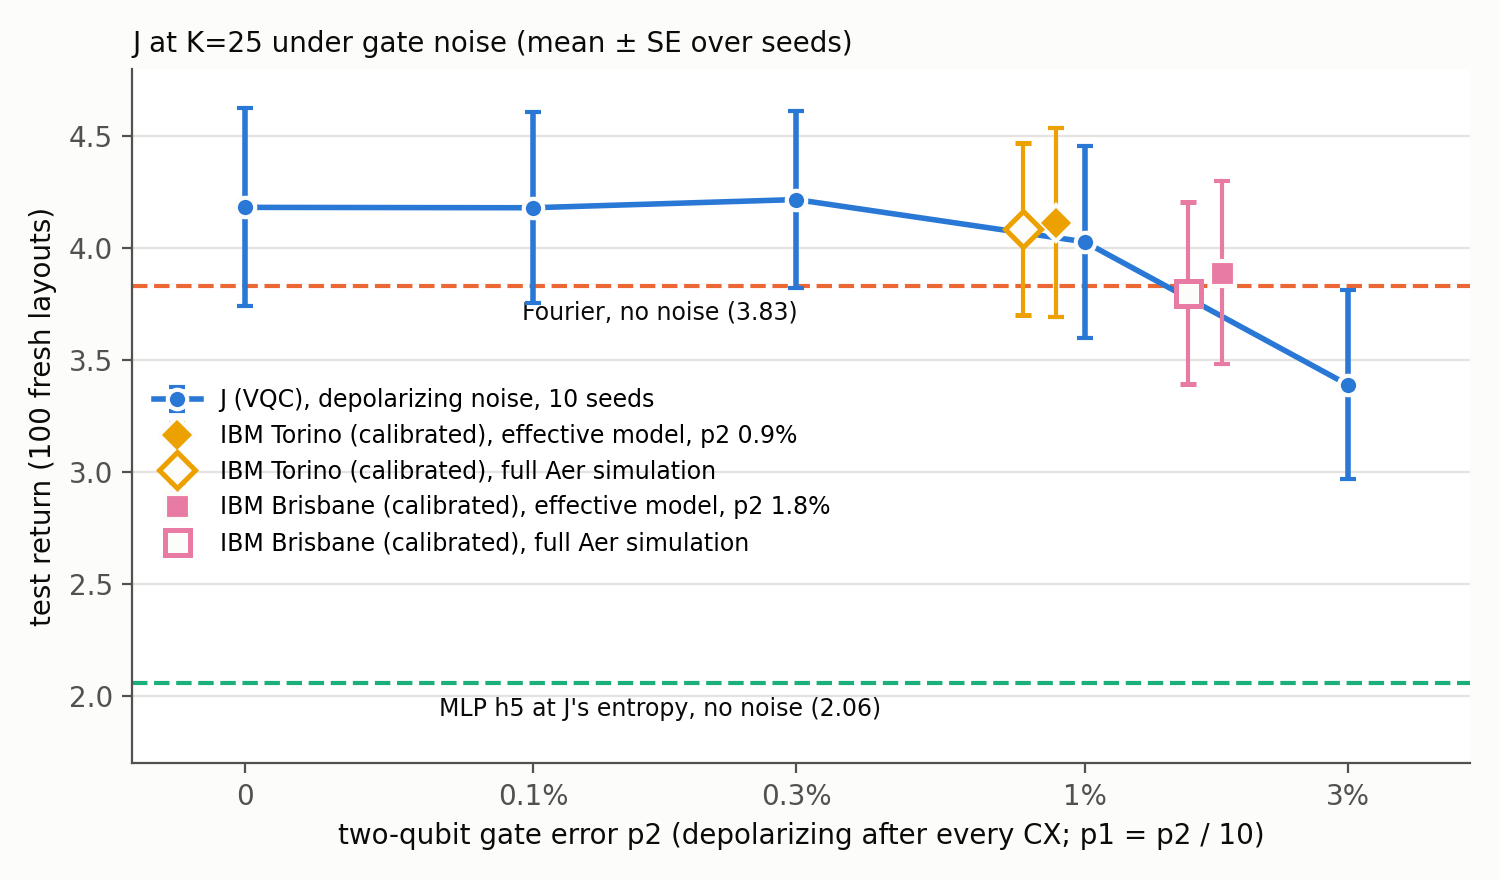 J at K=25 under gate noise (mean ± SE over seeds)
test return (100 fresh layouts)
4.5
4.0
3.5
3.0
2.5
2.0
Fourier, no noise (3.83)
J (VQC), depolarizing noise, 10 seeds
IBM Torino (calibrated), effective model, p2 0.9%
IBM Torino (calibrated), full Aer simulation
IBM Brisbane (calibrated), effective model, p2 1.8%
IBM Brisbane (calibrated), full Aer simulation
MLP h5 at J's entropy, no noise (2.06)
0 0.1% 0.3% 1% 3%
two-qubit gate error p2 (depolarizing after every CX; p1 = p2 / 10)